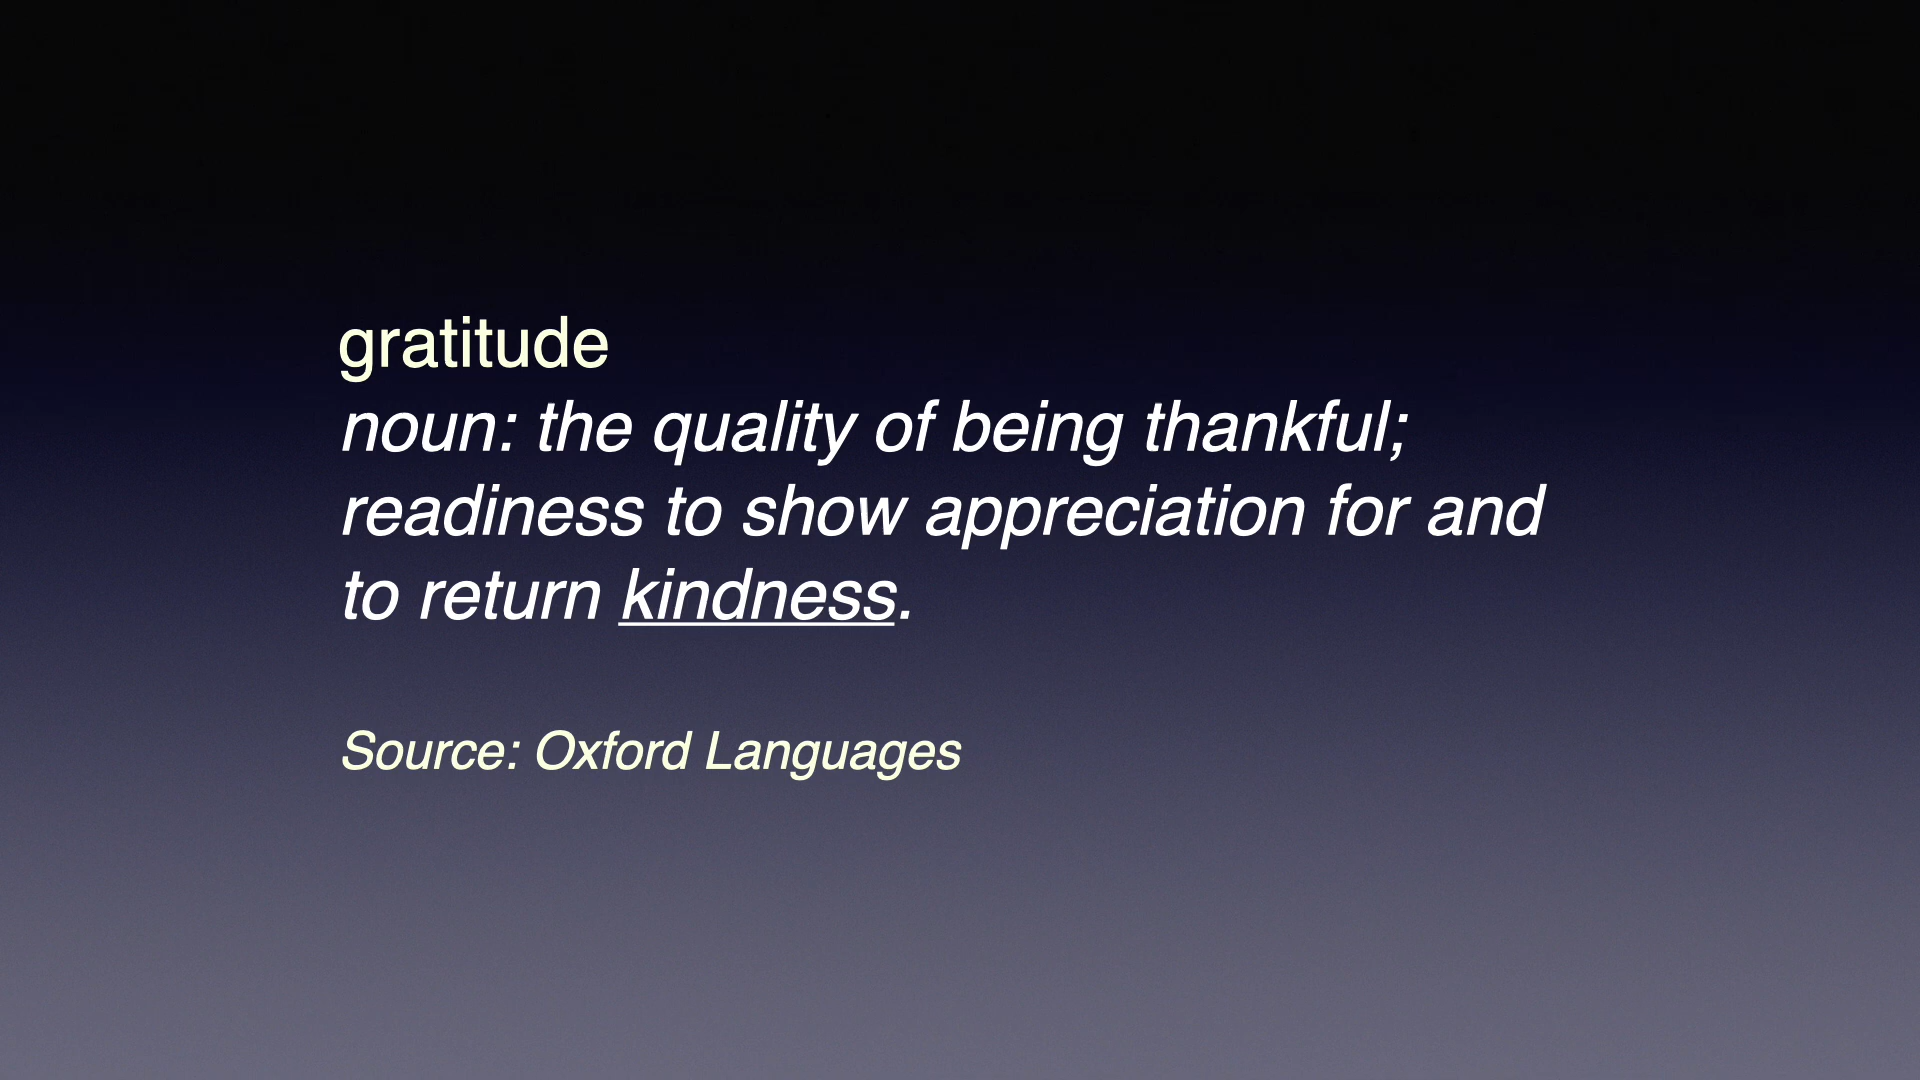 gratitude
noun: the quality of being thankful;
readiness to show appreciation for and
to return kindness.
Source: Oxford Languages